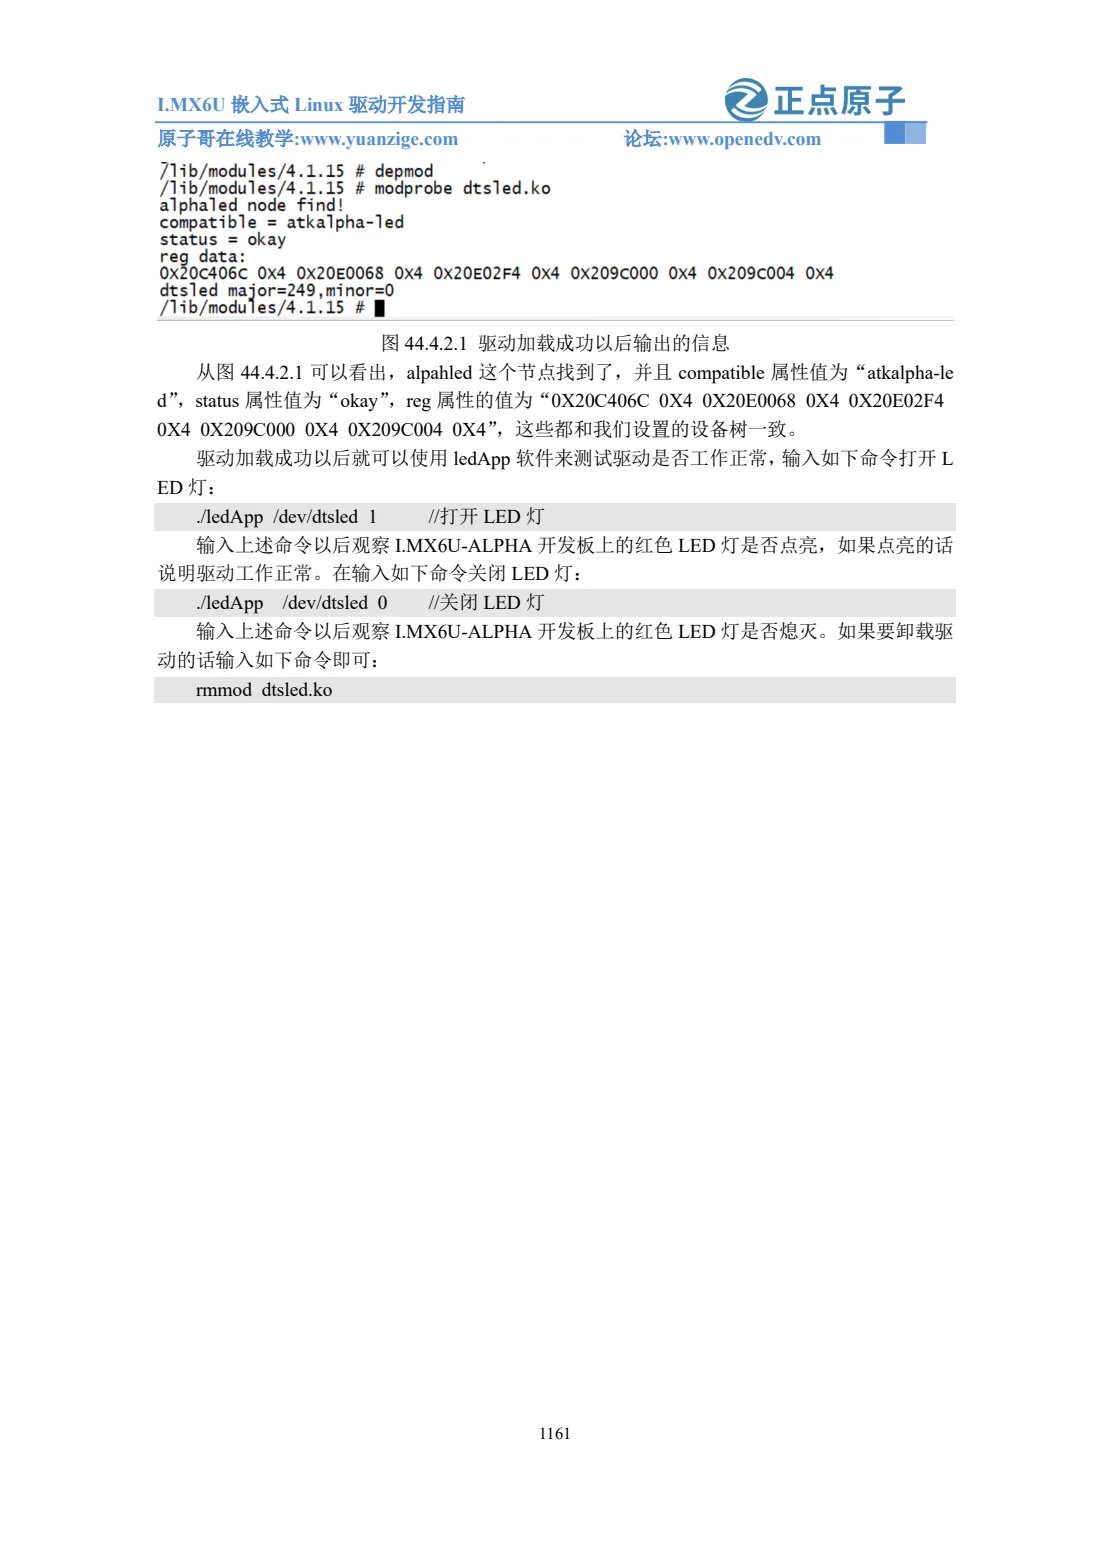 I.MX6U 嵌入式 Linux 驱动开发指南
正点原子
原子哥在线教学:www.yuanzige.com 论坛:www.openedv.com
/lib/modules/4.1.15 # depmod
/lib/modules/4.1.15 # modprobe dtsled.ko
alphaled node find!
compatible = atkalpha-led
status = okay
reg data:
0X20C406C 0X4 0X20E0068 0X4 0X20E02F4 0X4 0X209C000 0X4 0X209C004 0X4
dtsled major=249,minor=0
/lib/modules/4.1.15 #
图 44.4.2.1 驱动加载成功以后输出的信息
从图 44.4.2.1 可以看出，alpahled 这个节点找到了，并且 compatible 属性值为“atkalpha-le
d”，status 属性值为“okay”，reg 属性的值为“0X20C406C 0X4 0X20E0068 0X4 0X20E02F4
0X4 0X209C000 0X4 0X209C004 0X4”，这些都和我们设置的设备树一致。
驱动加载成功以后就可以使用 ledApp 软件来测试驱动是否工作正常，输入如下命令打开 L
ED 灯：
./ledApp /dev/dtsled 1 //打开 LED 灯
输入上述命令以后观察 I.MX6U-ALPHA 开发板上的红色 LED 灯是否点亮，如果点亮的话
说明驱动工作正常。在输入如下命令关闭 LED 灯：
./ledApp /dev/dtsled 0 //关闭 LED 灯
输入上述命令以后观察 I.MX6U-ALPHA 开发板上的红色 LED 灯是否熄灭。如果要卸载驱
动的话输入如下命令即可：
rmmod dtsled.ko
1161